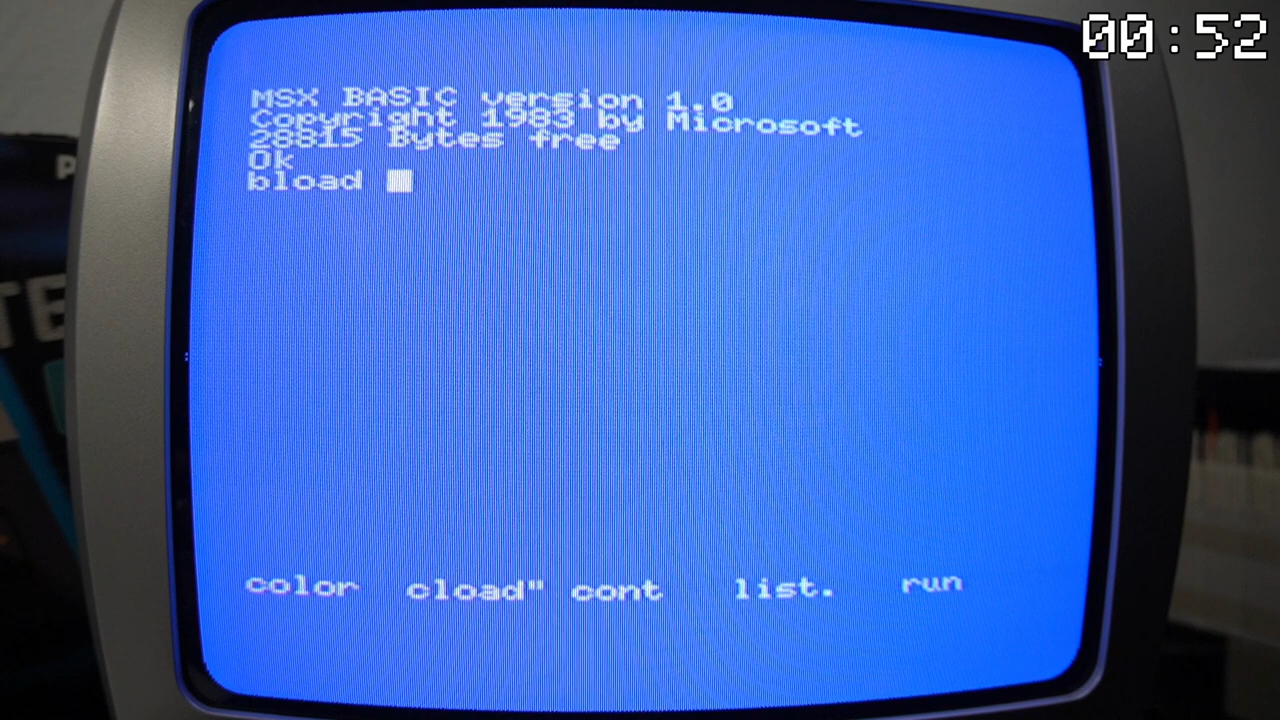 00:52
MSX BASIC version 1.0
Copyright 1983 by Microsoft
28815 Bytes free
Ok
bload
color cload" cont list. run